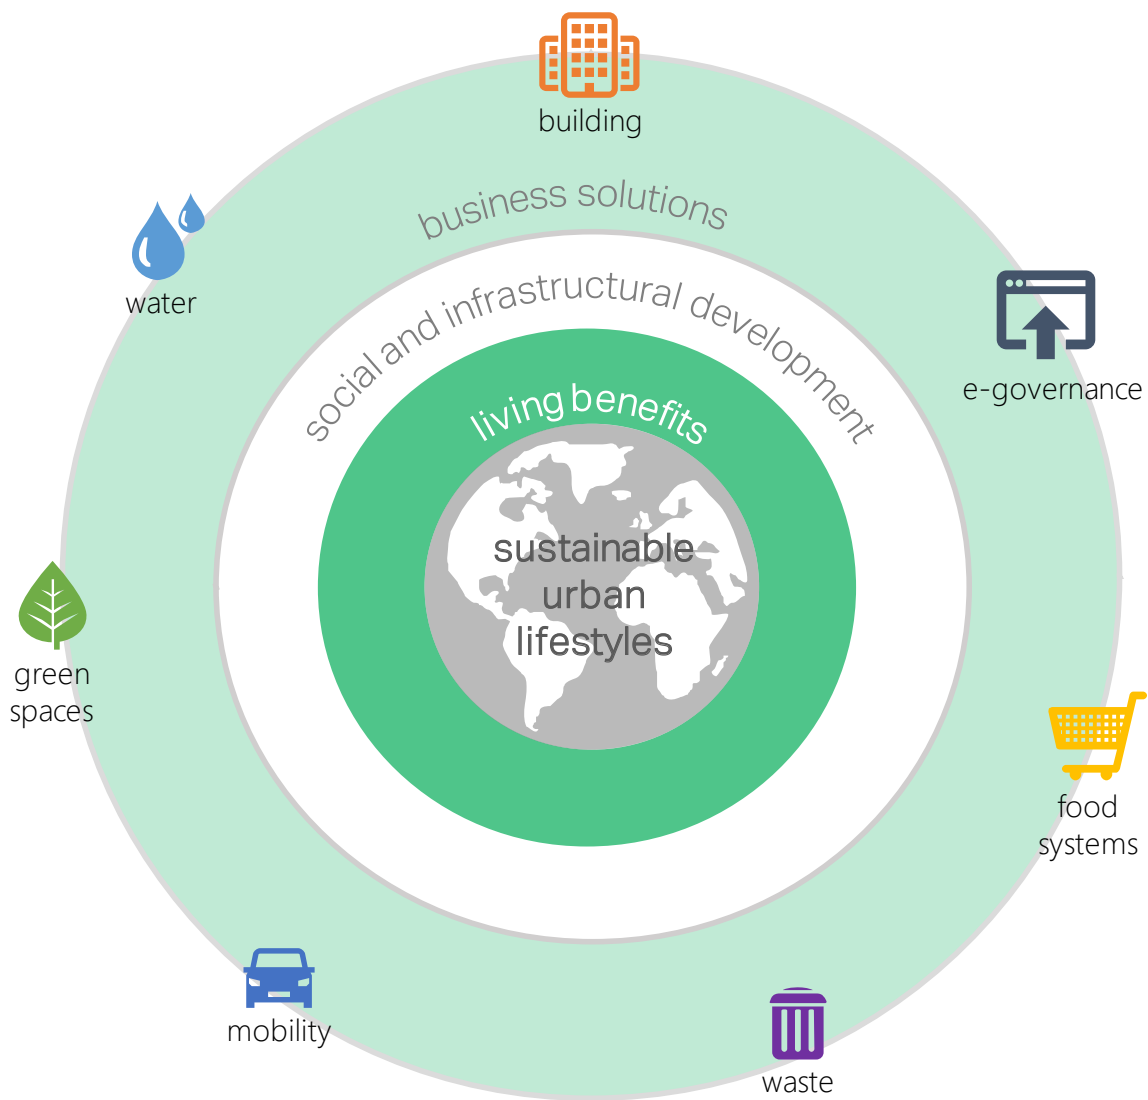 building
business solutions
water
social and infrastructural development
e-governance
living benefits
sustainable
urban
lifestyles
green
spaces
food
systems
mobility
waste